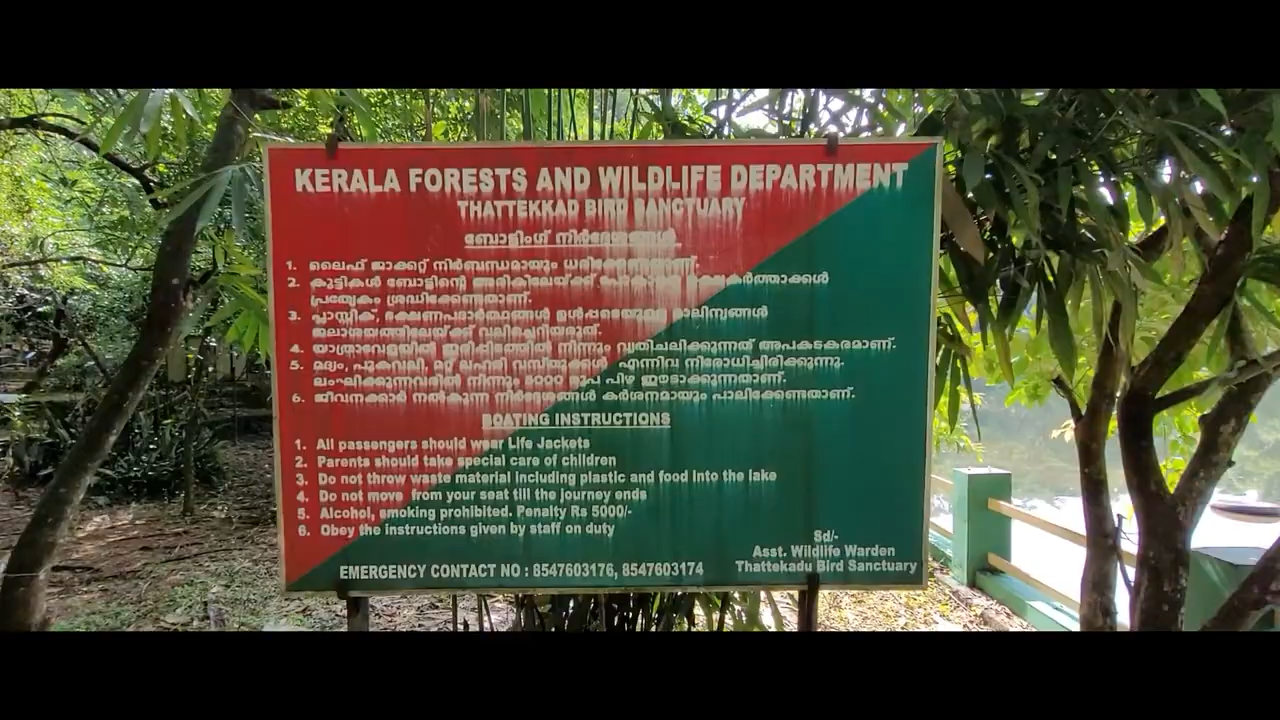 KERALA FORESTS AND WILDLIFE DEPARTMENT
THATTEKKAD BIRD SANCTUARY
ബോട്ടിംഗ് നിർദ്ദേശങ്ങൾ
1. ലൈഫ് ജാക്കറ്റ് നിർബന്ധമായും ധരിക്കേണ്ടതാണ്.
2. കുട്ടികൾ ബോട്ടിന്റെ അരികിലേയ്ക്ക്
പ്രത്യേകം ശ്രദ്ധിക്കേണ്ടതാണ്.
3. പ്ലാസ്റ്റിക്, ഭക്ഷണപദാർത്ഥങ്ങൾ ഉൾപ്പടെയുള്ള മാലിന്യങ്ങൾ
ജലാശയത്തിലേയ്ക്ക് വലിച്ചെറിയരുത്.
4. യാത്രാവേളയിൽ ഇരിപ്പിടത്തിൽ നിന്നും വ്യതിചലിക്കുന്നത് അപകടകരമാണ്.
5. മദ്യം, പുകവലി, മറ്റ് ലഹരി വസ്തുക്കൾ എന്നിവ നിരോധിച്ചിരിക്കുന്നു.
ലംഘിക്കുന്നവരിൽ നിന്നും 5000 രൂപ പിഴ ഈടാക്കുന്നതാണ്.
6. ജീവനക്കാർ നൽകുന്ന നിർദ്ദേശങ്ങൾ കർശനമായും പാലിക്കേണ്ടതാണ്.
BOATING INSTRUCTIONS
1. All passengers should wear Life Jackets
2. Parents should take special care of children
3. Do not throw waste material including plastic and food into the lake
4. Do not move from your seat till the journey ends
5. Alcohol, smoking prohibited. Penalty Rs 5000/-
6. Obey the instructions given by staff on duty
Sd/-
Asst. Wildlife Warden
Thattekadu Bird Sanctuary
EMERGENCY CONTACT NO : 8547603176, 8547603174